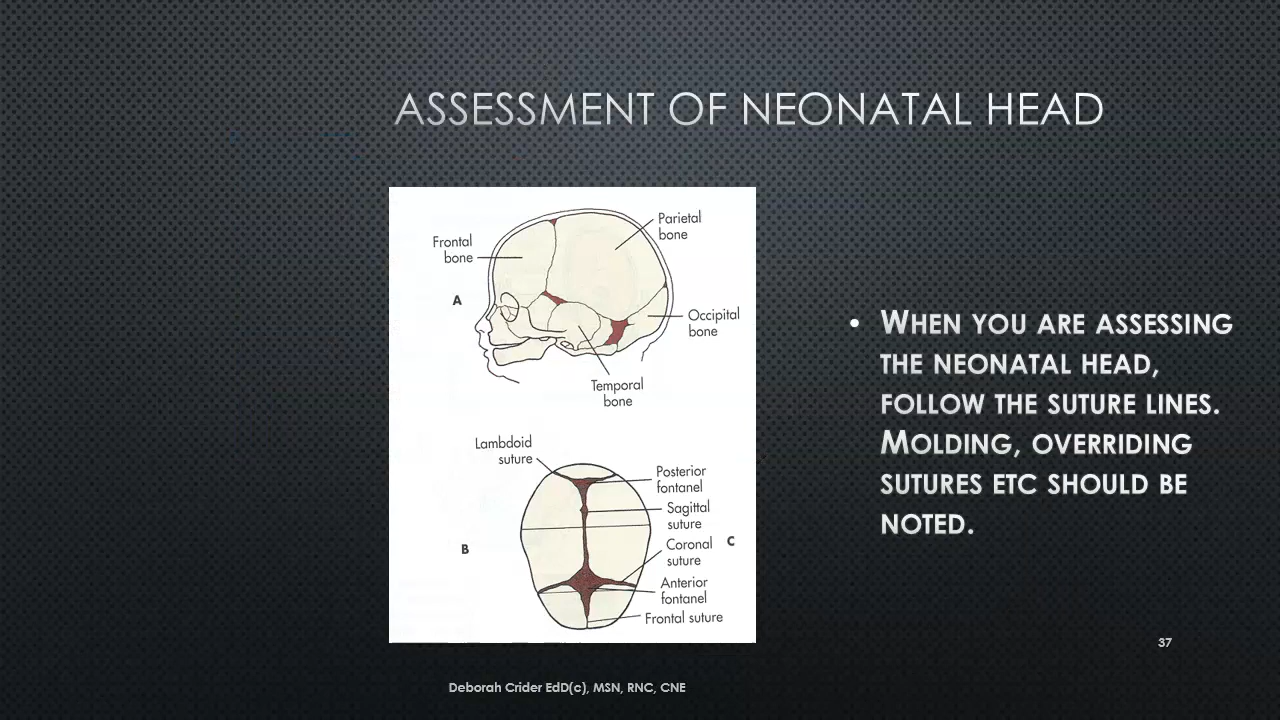 ASSESSMENT OF NEONATAL HEAD
Parietal
bone
Frontal
bone
A
Occipital
bone
Temporal
bone
Lambdoid
suture
Posterior
fontanel
Sagittal
suture
B
Coronal
suture
C
Anterior
fontanel
Frontal suture
• WHEN YOU ARE ASSESSING
THE NEONATAL HEAD,
FOLLOW THE SUTURE LINES.
MOLDING, OVERRIDING
SUTURES ETC SHOULD BE
NOTED.
37
Deborah Crider EdD(c), MSN, RNC, CNE